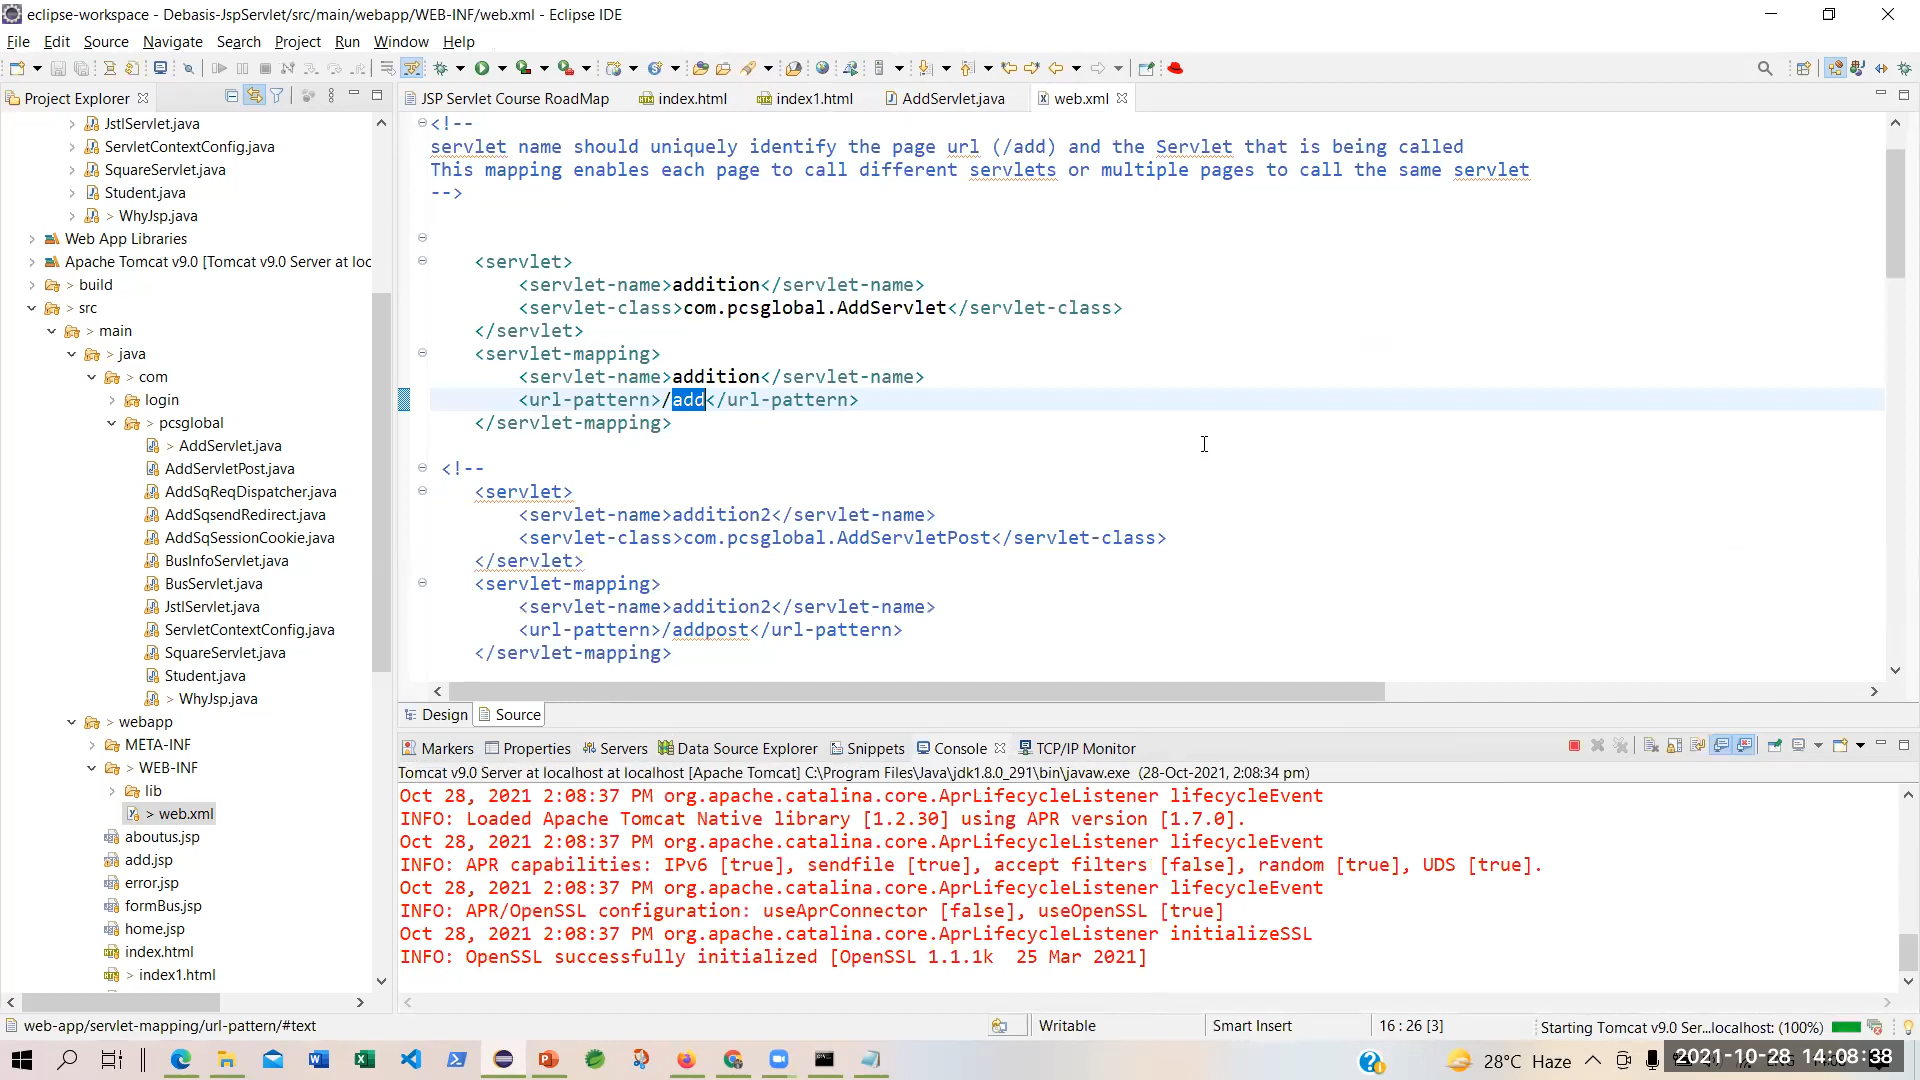 eclipse-workspace - Debasis-JspServlet/src/main/webapp/WEB-INF/web.xml - Eclipse IDE
File Edit Source Navigate Search Project Run Window Help
Project Explorer
JSP Servlet Course RoadMap index.html index1.html AddServlet.java web.xml
JstlServlet.java
ServletContextConfig.java
SquareServlet.java
Student.java
> WhyJsp.java
Web App Libraries
Apache Tomcat v9.0 [Tomcat v9.0 Server at loc
> build
> src
> main
> java
> com
> login
> pcsglobal
> AddServlet.java
AddServletPost.java
AddSqReqDispatcher.java
AddSqsendRedirect.java
AddSqSessionCookie.java
BusInfoServlet.java
BusServlet.java
JstlServlet.java
ServletContextConfig.java
SquareServlet.java
Student.java
> WhyJsp.java
> webapp
META-INF
> WEB-INF
lib
> web.xml
aboutus.jsp
add.jsp
error.jsp
formBus.jsp
home.jsp
index.html
> index1.html
<!--
servlet name should uniquely identify the page url (/add) and the Servlet that is being called
This mapping enables each page to call different servlets or multiple pages to call the same servlet
-->
<servlet>
<servlet-name>addition</servlet-name>
<servlet-class>com.pcsglobal.AddServlet</servlet-class>
</servlet>
<servlet-mapping>
<servlet-name>addition</servlet-name>
<url-pattern>/add</url-pattern>
</servlet-mapping>
<!--
<servlet>
<servlet-name>addition2</servlet-name>
<servlet-class>com.pcsglobal.AddServletPost</servlet-class>
</servlet>
<servlet-mapping>
<servlet-name>addition2</servlet-name>
<url-pattern>/addpost</url-pattern>
</servlet-mapping>
Design Source
Markers Properties Servers Data Source Explorer Snippets Console TCP/IP Monitor
Tomcat v9.0 Server at localhost at localhost [Apache Tomcat] C:\Program Files\Java\jdk1.8.0_291\bin\javaw.exe (28-Oct-2021, 2:08:34 pm)
Oct 28, 2021 2:08:37 PM org.apache.catalina.core.AprLifecycleListener lifecycleEvent
INFO: Loaded Apache Tomcat Native library [1.2.30] using APR version [1.7.0].
Oct 28, 2021 2:08:37 PM org.apache.catalina.core.AprLifecycleListener lifecycleEvent
INFO: APR capabilities: IPv6 [true], sendfile [true], accept filters [false], random [true], UDS [true].
Oct 28, 2021 2:08:37 PM org.apache.catalina.core.AprLifecycleListener lifecycleEvent
INFO: APR/OpenSSL configuration: useAprConnector [false], useOpenSSL [true]
Oct 28, 2021 2:08:37 PM org.apache.catalina.core.AprLifecycleListener initializeSSL
INFO: OpenSSL successfully initialized [OpenSSL 1.1.1k 25 Mar 2021]
web-app/servlet-mapping/url-pattern/#text Writable Smart Insert 16 : 26 [3] Starting Tomcat v9.0 Ser...localhost: (100%)
28°C Haze 2021-10-28 14:08:38